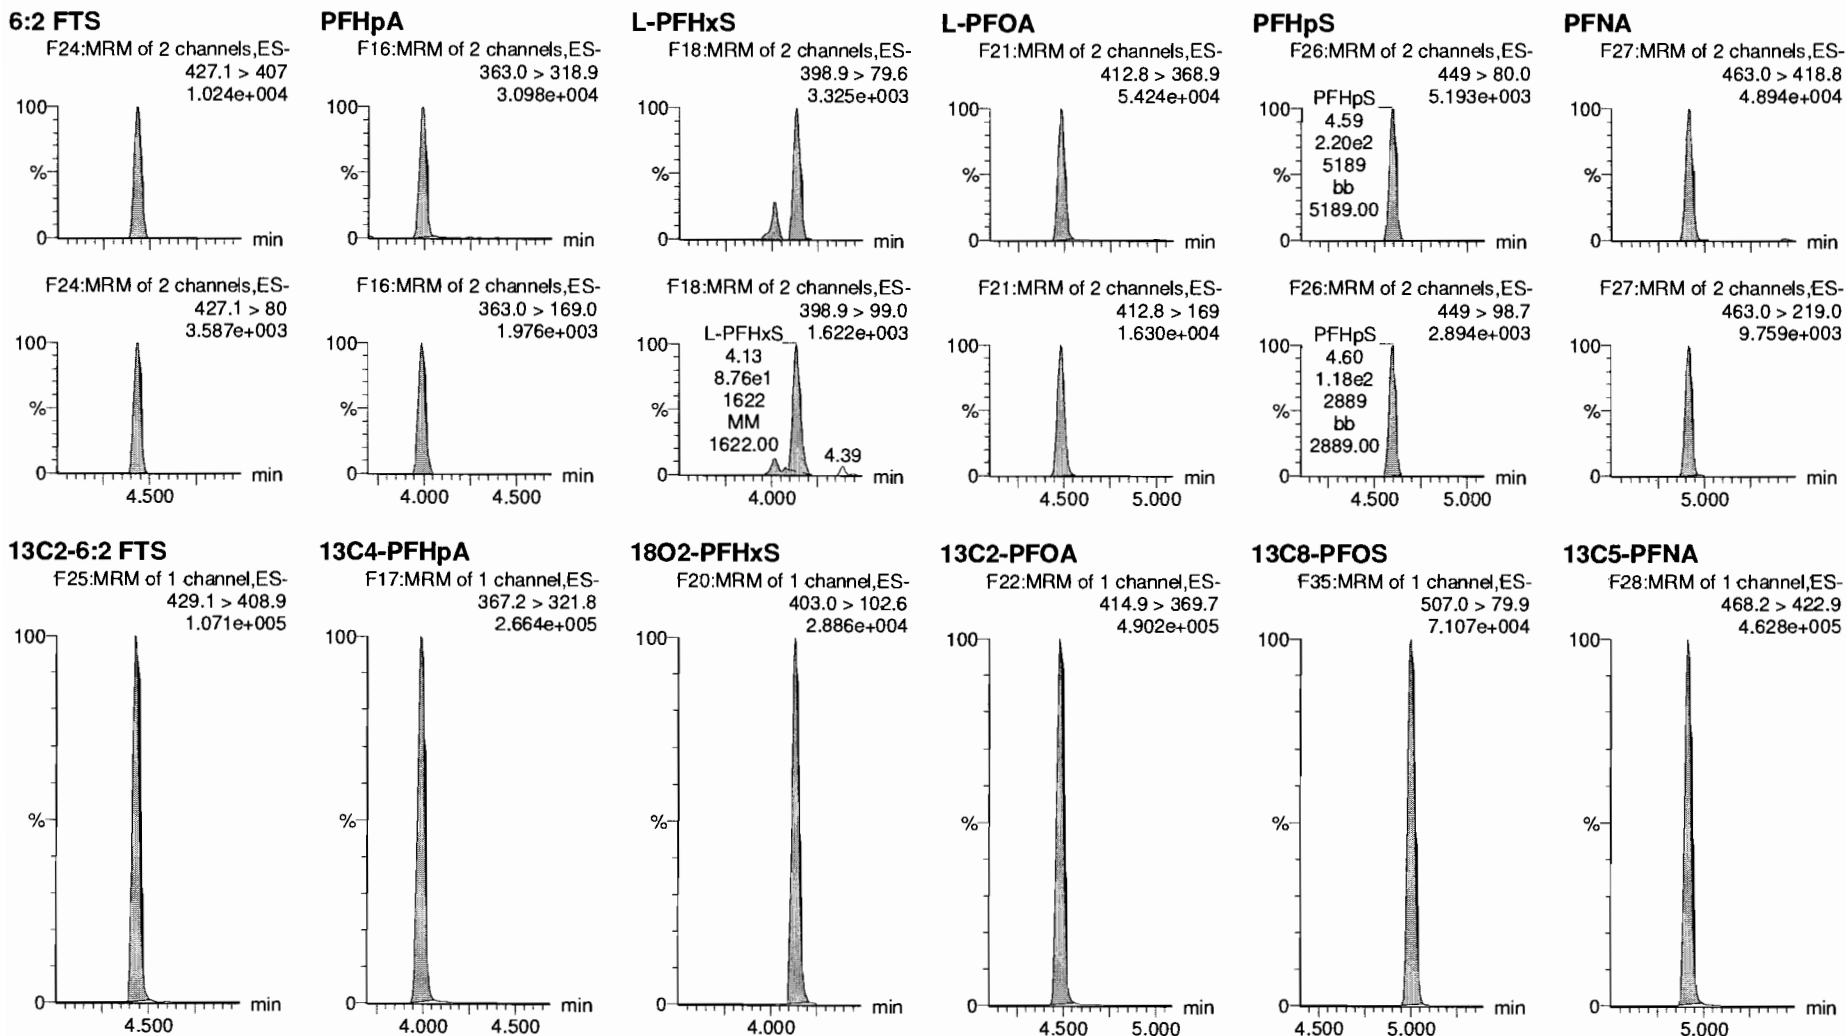 6:2 FTS
F24:MRM of 2 channels,ES-
427.1 > 407
1.024e+004
100
%
0
min
F24:MRM of 2 channels,ES-
427.1 > 80
3.587e+003
100
%
0
min
4.500
PFHpA
F16:MRM of 2 channels,ES-
363.0 > 318.9
3.098e+004
100
%
0
min
F16:MRM of 2 channels,ES-
363.0 > 169.0
1.976e+003
100
%
0
min
4.000 4.500
L-PFHxS
F18:MRM of 2 channels,ES-
398.9 > 79.6
3.325e+003
100
%
0
min
F18:MRM of 2 channels,ES-
398.9 > 99.0
L-PFHxS 1.622e+003
100
4.13
8.76e1
1622
%
MM
1622.00
4.39
0
min
4.000
L-PFOA
F21:MRM of 2 channels,ES-
412.8 > 368.9
5.424e+004
100
%
0
min
F21:MRM of 2 channels,ES-
412.8 > 169
1.630e+004
100
%
0
min
4.500 5.000
PFHpS
F26:MRM of 2 channels,ES-
449 > 80.0
PFHpS 5.193e+003
100
4.59
2.20e2
5189
%
bb
5189.00
0
min
F26:MRM of 2 channels,ES-
449 > 98.7
PFHpS 2.894e+003
100
4.60
1.18e2
2889
%
bb
2889.00
0
min
4.500 5.000
PFNA
F27:MRM of 2 channels,ES-
463.0 > 418.8
4.894e+004
100
%
0
min
F27:MRM of 2 channels,ES-
463.0 > 219.0
9.759e+003
100
%
0
min
5.000
13C2-6:2 FTS
F25:MRM of 1 channel,ES-
429.1 > 408.9
1.071e+005
100
%
0
min
4.500
13C4-PFHpA
F17:MRM of 1 channel,ES-
367.2 > 321.8
2.664e+005
100
%
0
min
4.000 4.500
18O2-PFHxS
F20:MRM of 1 channel,ES-
403.0 > 102.6
2.886e+004
100
%
0
min
4.000
13C2-PFOA
F22:MRM of 1 channel,ES-
414.9 > 369.7
4.902e+005
100
%
0
min
4.500 5.000
13C8-PFOS
F35:MRM of 1 channel,ES-
507.0 > 79.9
7.107e+004
100
%
0
min
4.500 5.000
13C5-PFNA
F28:MRM of 1 channel,ES-
468.2 > 422.9
4.628e+005
100
%
0
min
5.000